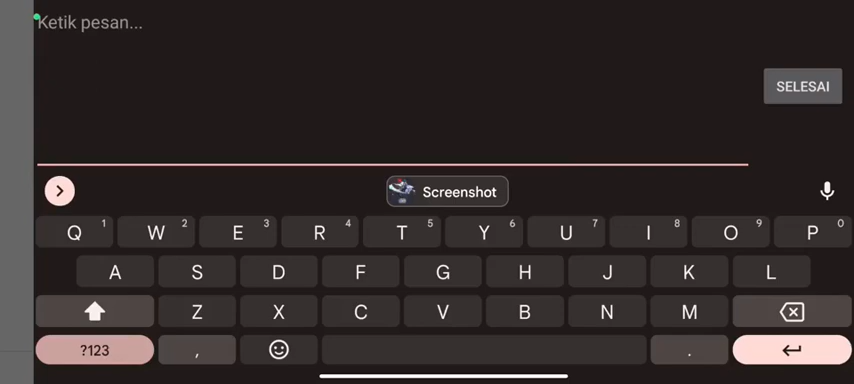 Ketik pesan...
SELESAI
Screenshot
Q 1 W 2 E 3 R 4 T 5 Y 6 U 7 I 8 O 9 P 0
A S D F G H J K L
Z X C V B N M
?123 , .